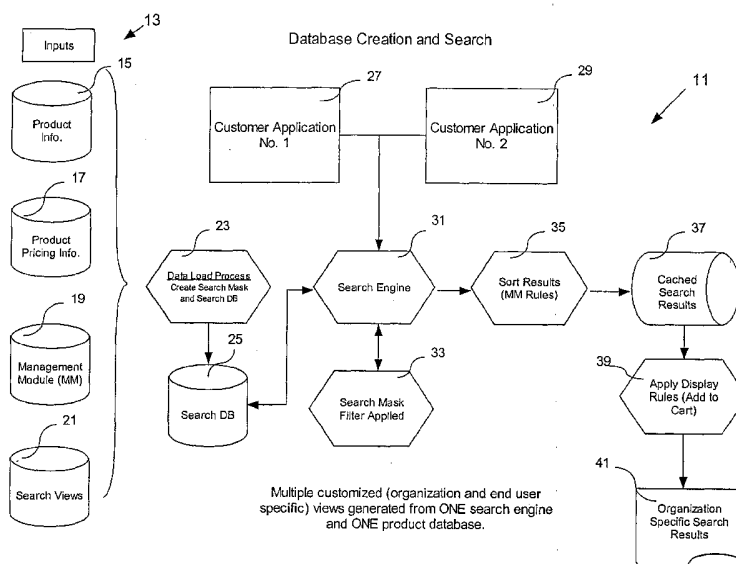 13
Inputs
Database Creation and Search
15
Product
Info.
27
Customer Application
No. 1
29
Customer Application
No. 2
11
17
Product
Pricing Info.
23
Data Load Process
Create Search Mask
and Search DB
31
Search Engine
35
Sort Results
(MM Rules)
37
Cached
Search
Results
19
Management
Module (MM)
25
Search DB
33
Search Mask
Filter Applied
39
Apply Display
Rules (Add to
Cart)
21
Search Views
Multiple customized (organization and end user
specific) views generated from ONE search engine
and ONE product database.
41
Organization
Specific Search
Results